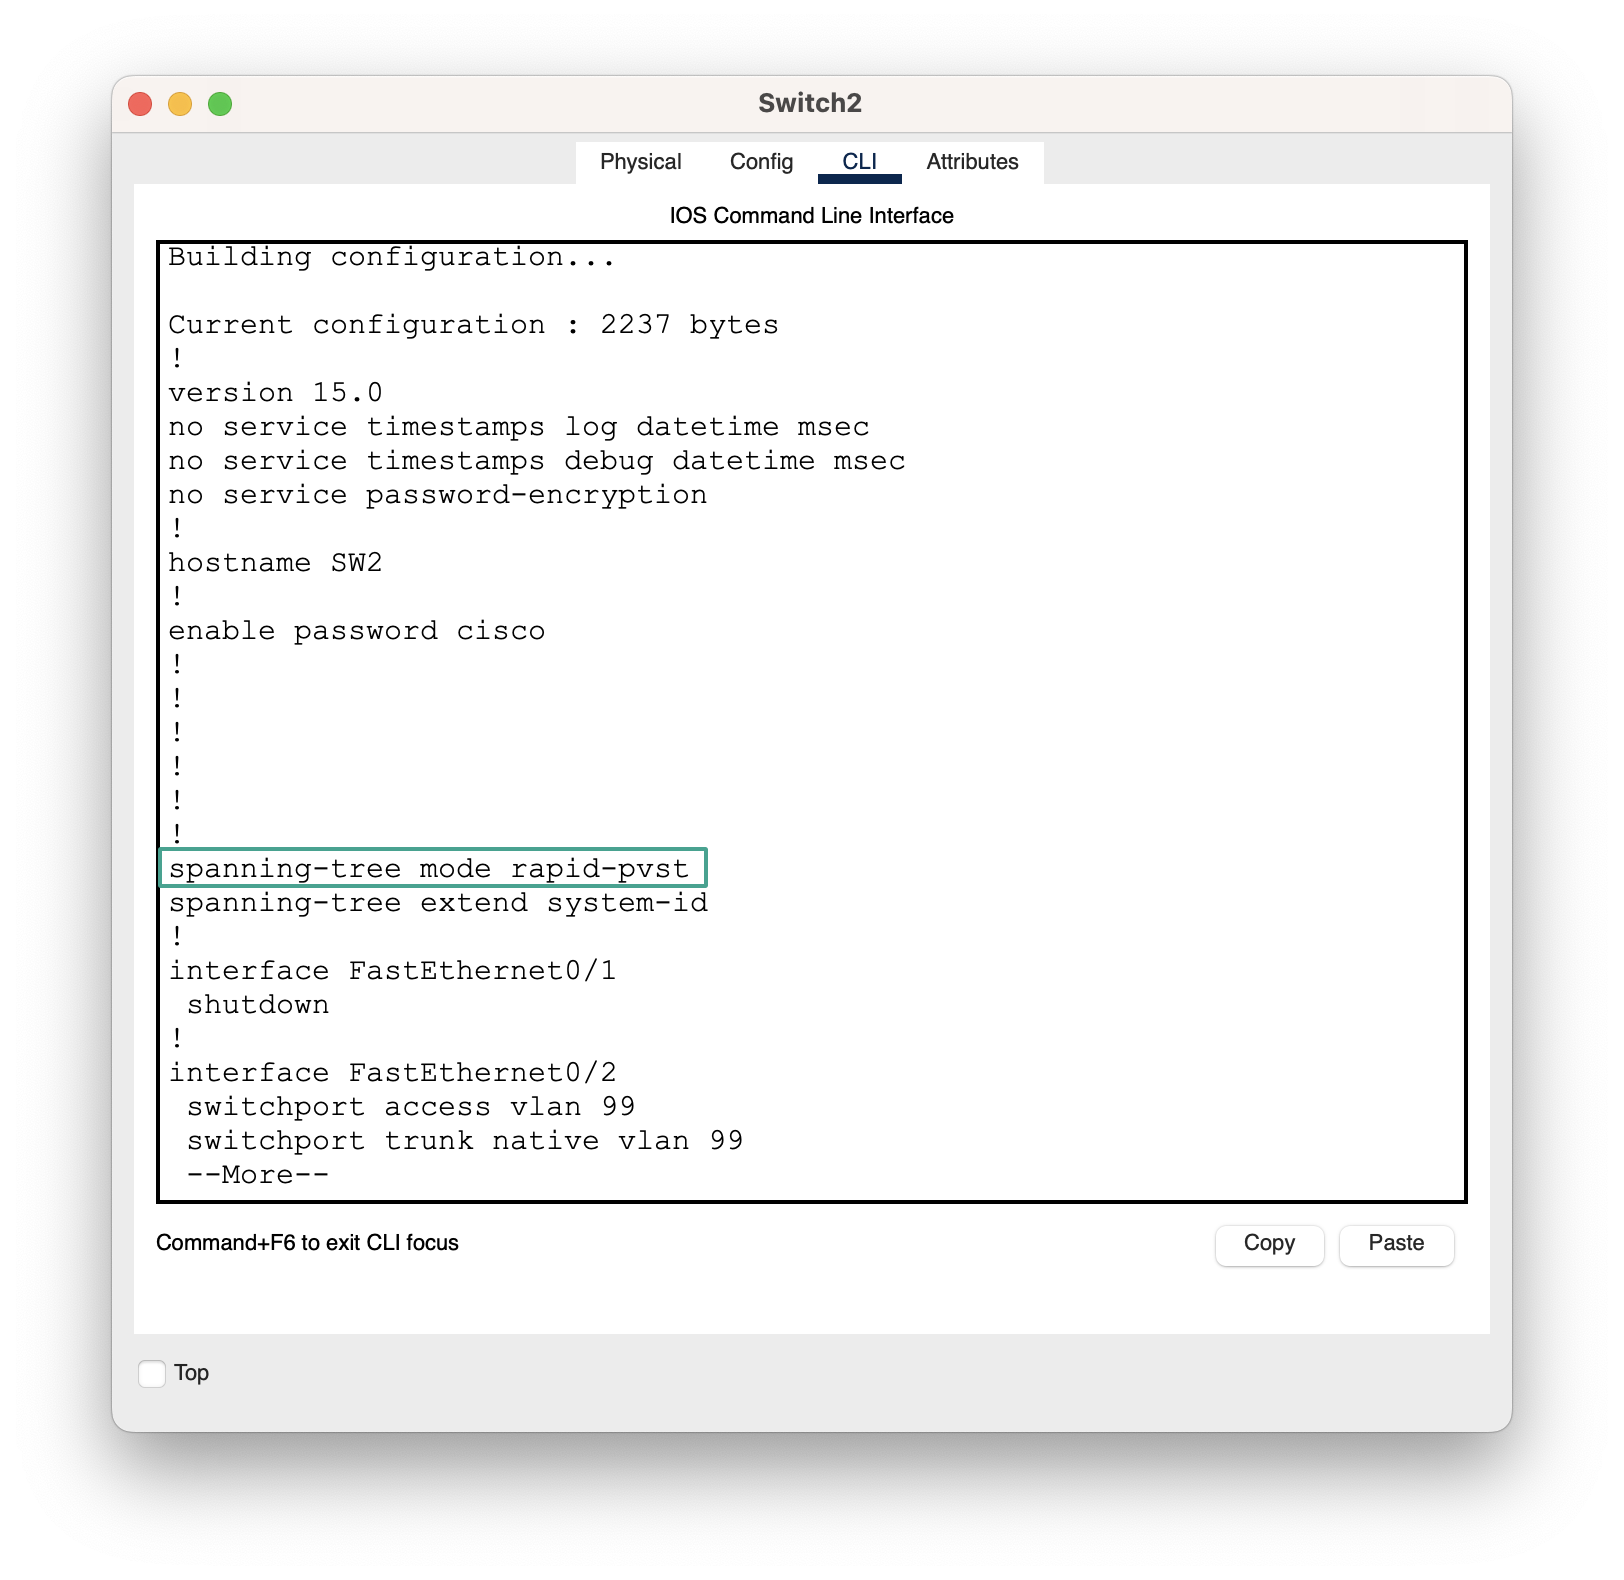 Switch2
Physical Config CLI Attributes
IOS Command Line Interface
Building configuration...
Current configuration : 2237 bytes
!
version 15.0
no service timestamps log datetime msec
no service timestamps debug datetime msec
no service password-encryption
!
hostname SW2
!
enable password cisco
!
!
!
!
!
!
spanning-tree mode rapid-pvst
spanning-tree extend system-id
!
interface FastEthernet0/1
 shutdown
!
interface FastEthernet0/2
 switchport access vlan 99
 switchport trunk native vlan 99
 --More--
Command+F6 to exit CLI focus
Copy Paste
Top